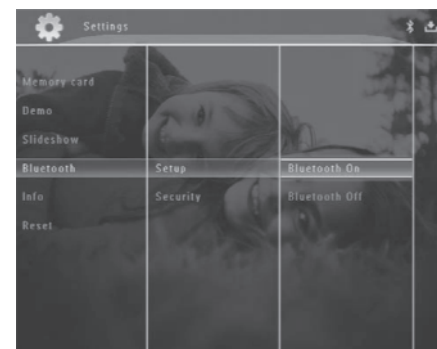 Settings
Memory card
Demo
Slideshow
Bluetooth Setup Bluetooth On
Info Security Bluetooth Off
Reset